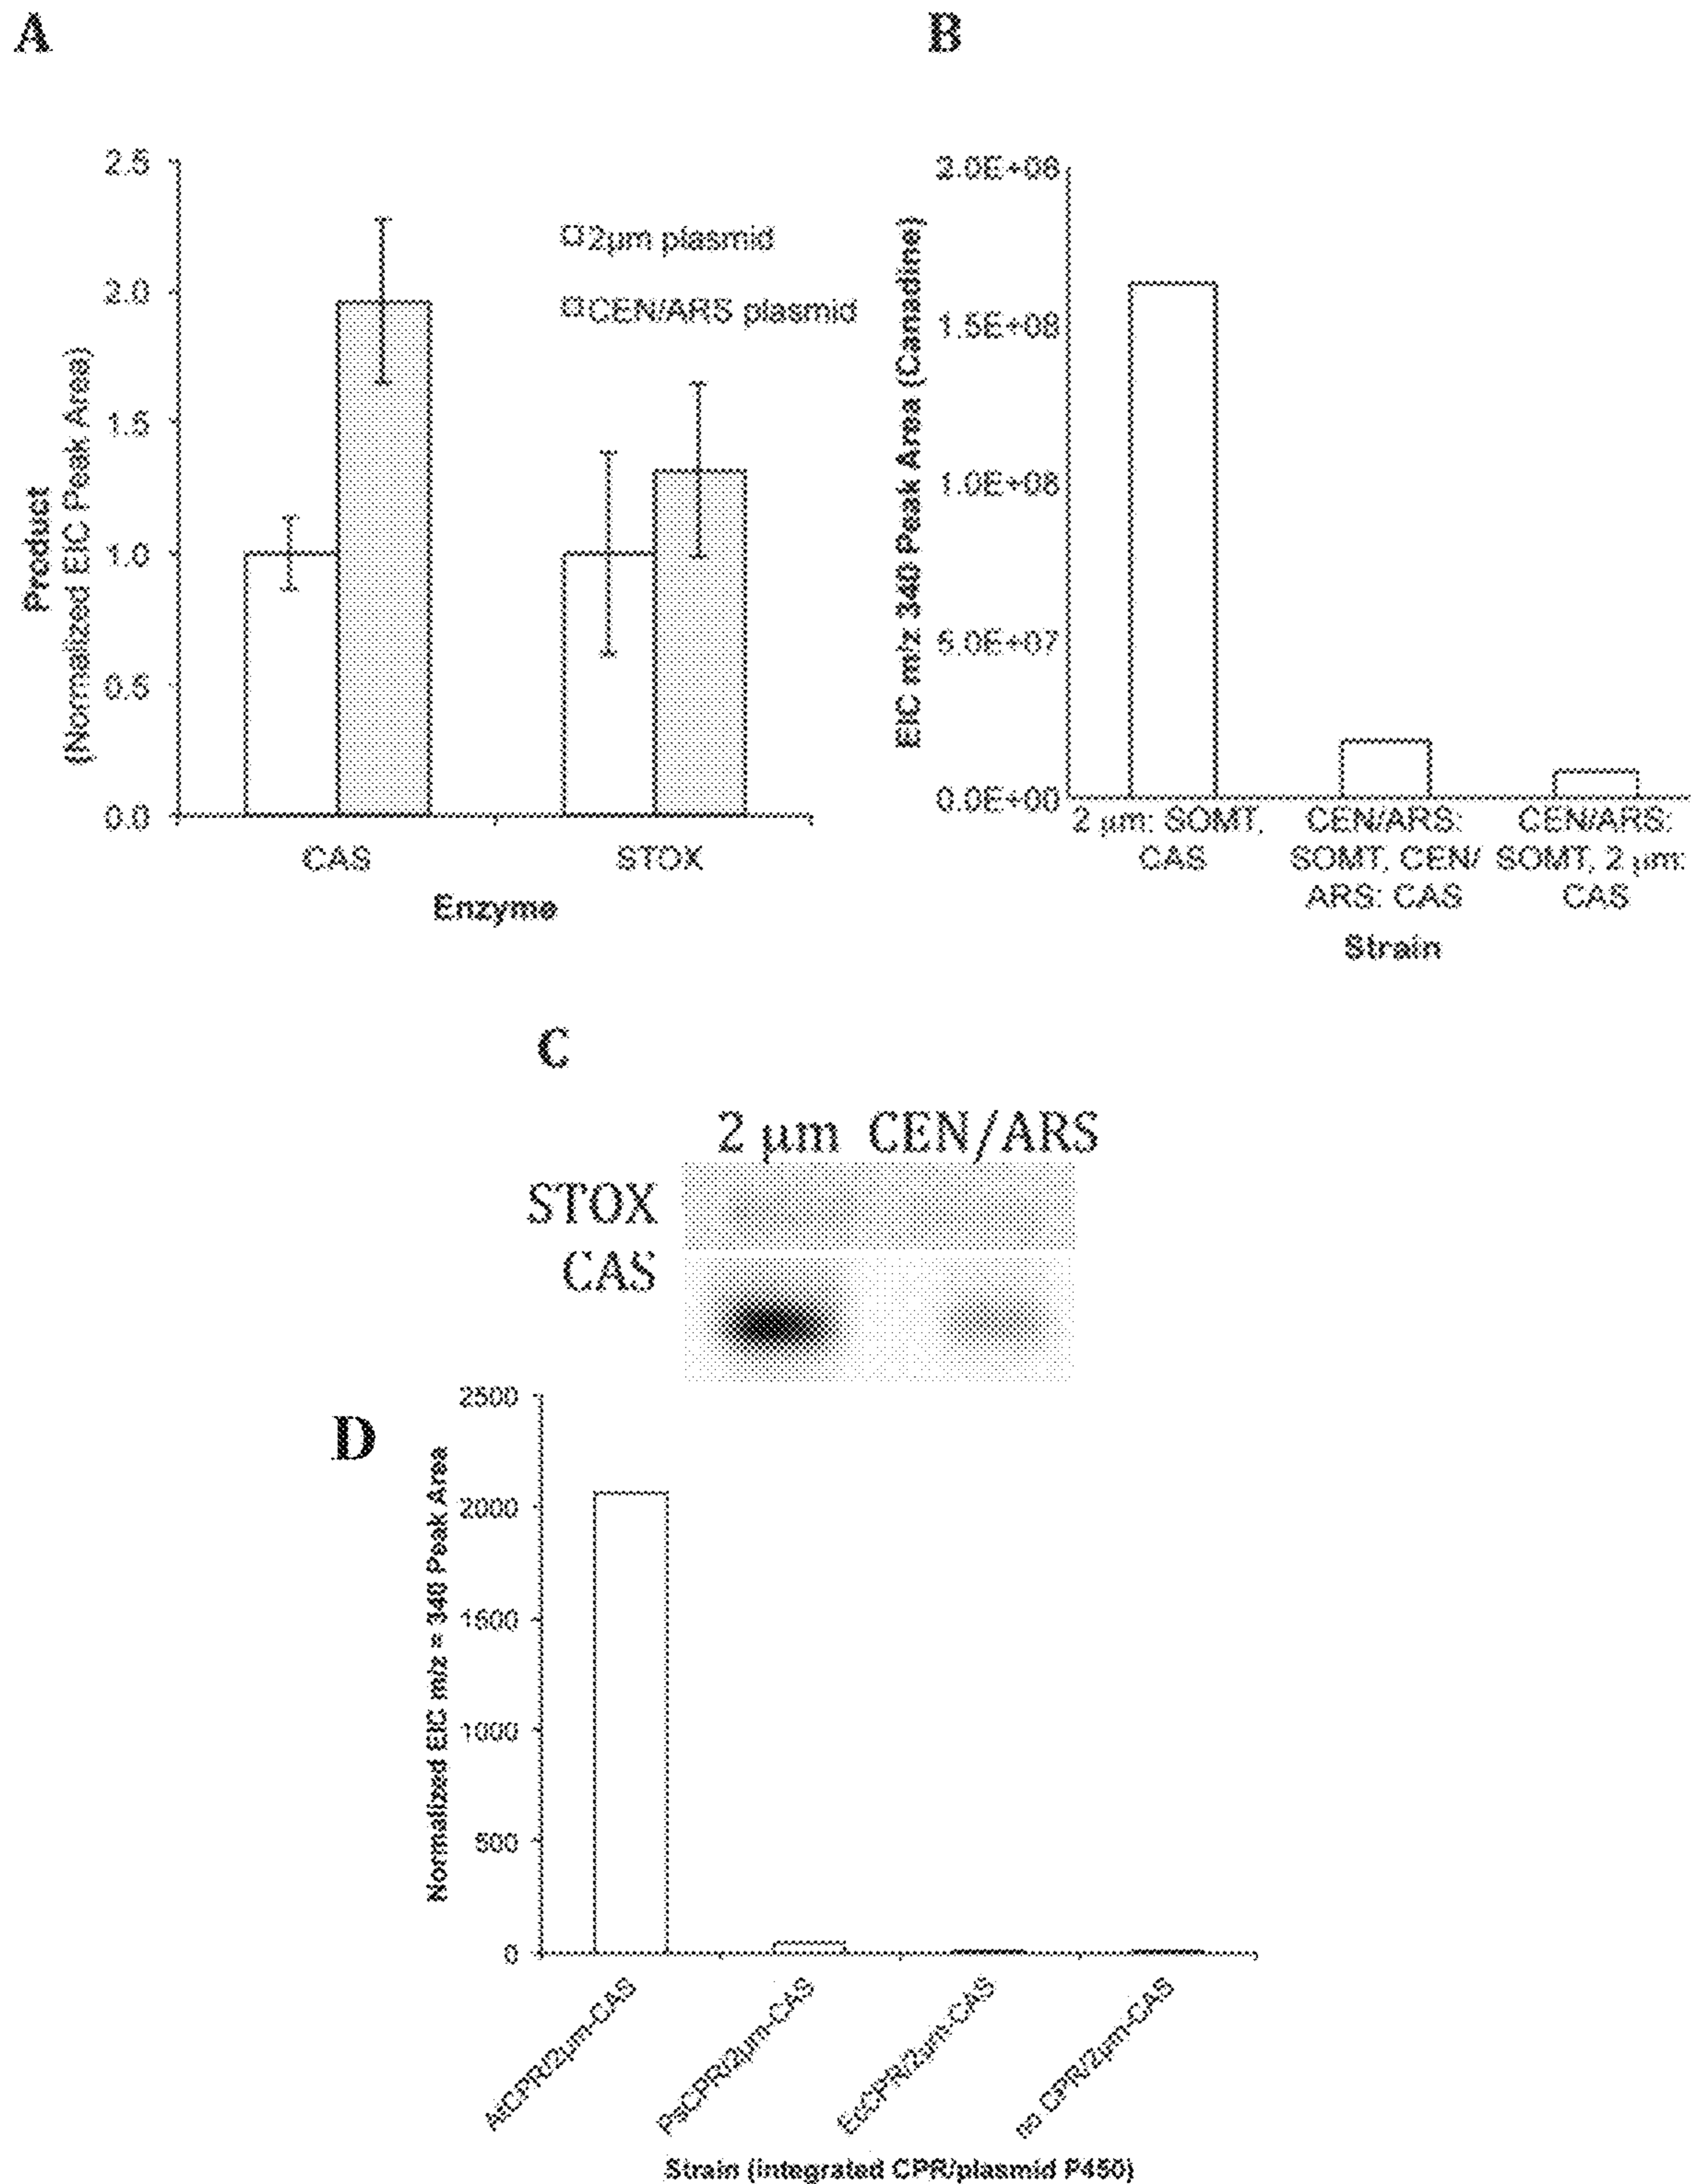 A
2.5
2.0
1.5
1.0
0.5
0.0
Product
(Normalized EIC Peak Area)
2µm plasmid
CEN/ARS plasmid
CAS
STOX
Enzyme
B
2.0E+08
1.5E+08
1.0E+08
5.0E+07
0.0E+00
EIC m/z 340 Peak Area (Canadine)
2 µm: SOMT,
CAS
CEN/ARS:
SOMT, CEN/
ARS: CAS
CEN/ARS:
SOMT, 2 µm:
CAS
Strain
C
2 µm CEN/ARS
STOX
CAS
D
2500
2000
1500
1000
500
0
Normalized EIC m/z = 340 Peak Area
AtCPR/2µm-CAS
PsCPR/2µm-CAS
EcCPR/2µm-CAS
no CPR/2µm-CAS
Strain (integrated CPR/plasmid P450)